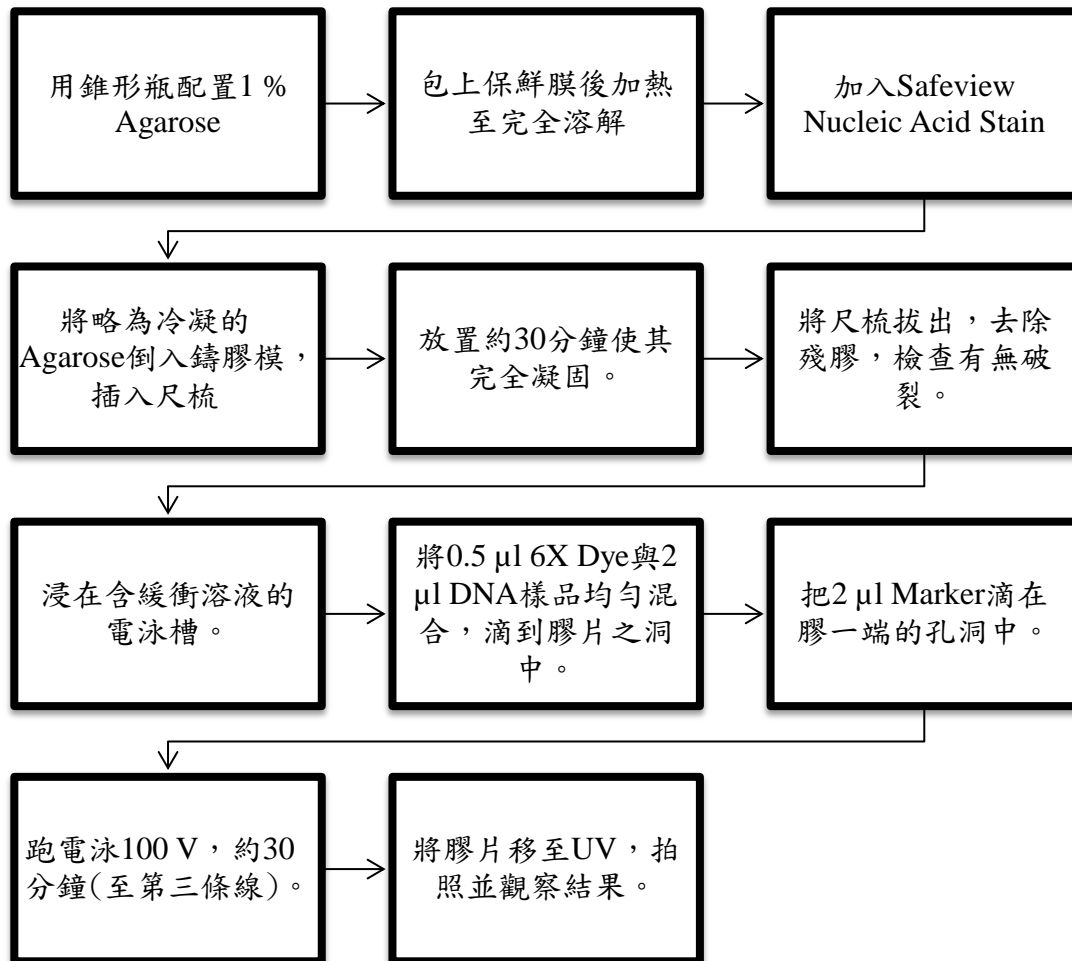 用錐形瓶配置1 %
Agarose
包上保鮮膜後加熱
至完全溶解
加入Safeview
Nucleic Acid Stain
將略為冷凝的
Agarose倒入鑄膠模，
插入尺梳
放置約30分鐘使其
完全凝固。
將尺梳拔出，去除
殘膠，檢查有無破
裂。
浸在含緩衝溶液的
電泳槽。
將0.5 µl 6X Dye與2
µl DNA樣品均勻混
合，滴到膠片之洞
中。
把2 µl Marker滴在
膠一端的孔洞中。
跑電泳100 V，約30
分鐘(至第三條線)。
將膠片移至UV，拍
照並觀察結果。